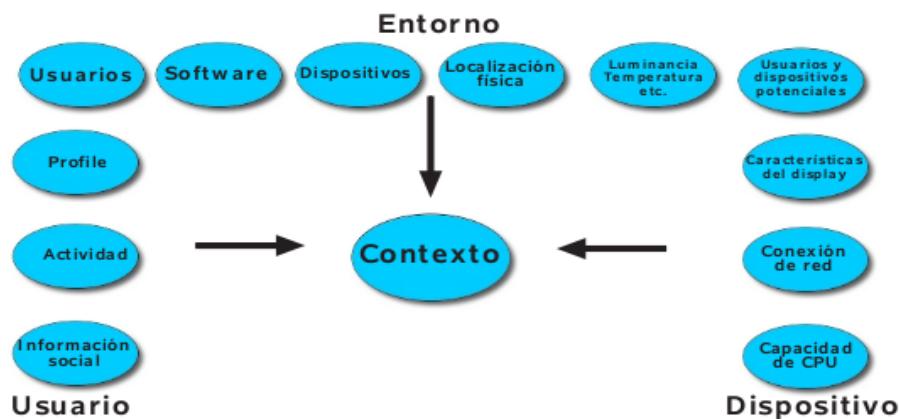 Entorno
Usuarios
Software
Dispositivos
Localización
física
Luminancia
Temperatura
etc.
Usuarios y
dispositivos
potenciales
Profile
Características
del display
Actividad
Contexto
Conexión
de red
Información
social
Capacidad
de CPU
Usuario
Dispositivo